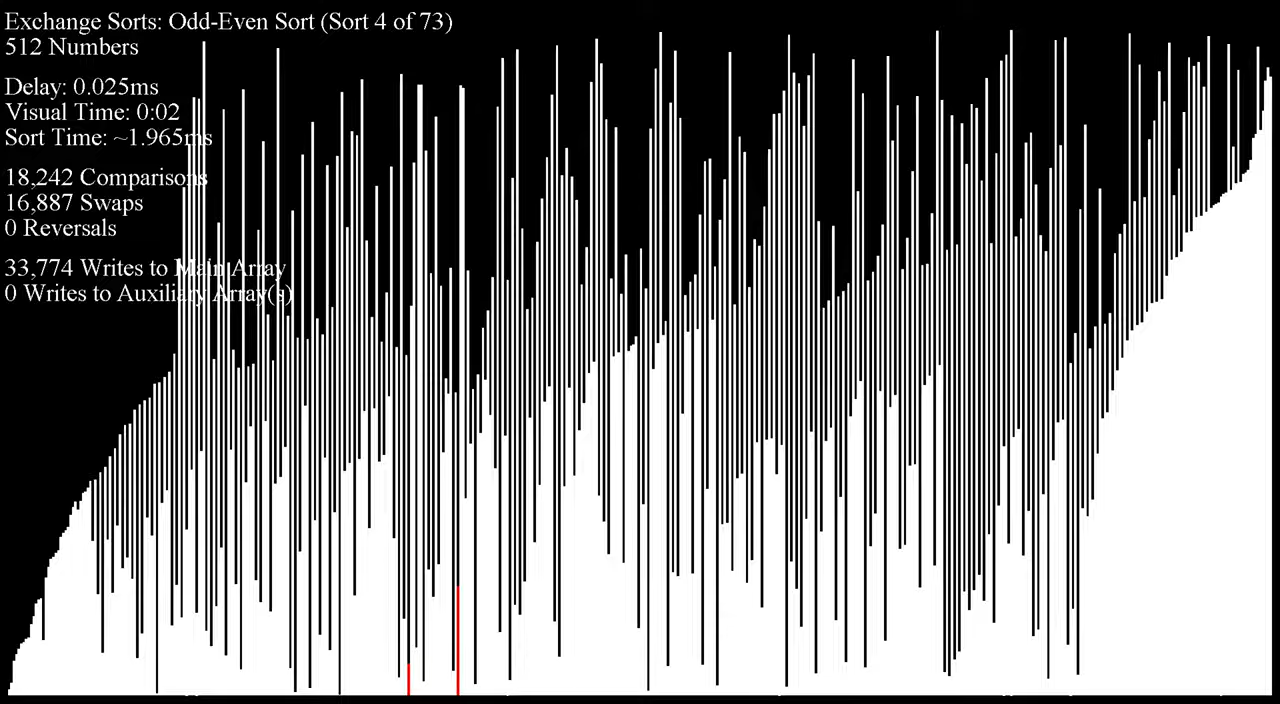 Exchange Sorts: Odd-Even Sort (Sort 4 of 73)
512 Numbers
Delay: 0.025ms
Visual Time: 0:02
Sort Time: ~1.965ms
18,242 Comparisons
16,887 Swaps
0 Reversals
33,774 Writes to Main Array
0 Writes to Auxiliary Array(s)